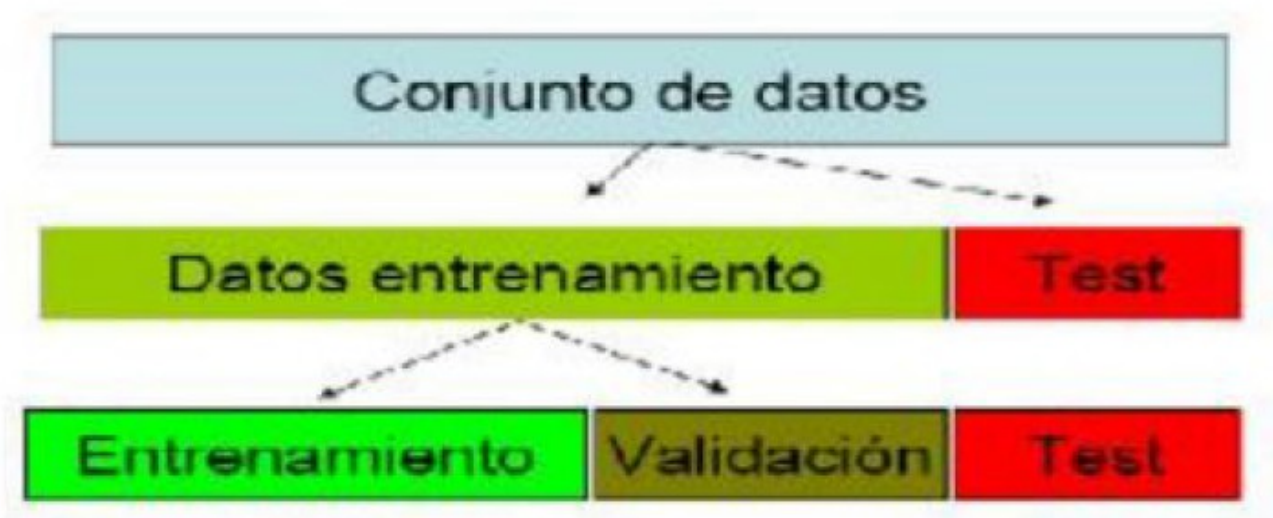 Conjunto de datos
Datos entrenamiento Test
Entrenamiento Validación Test